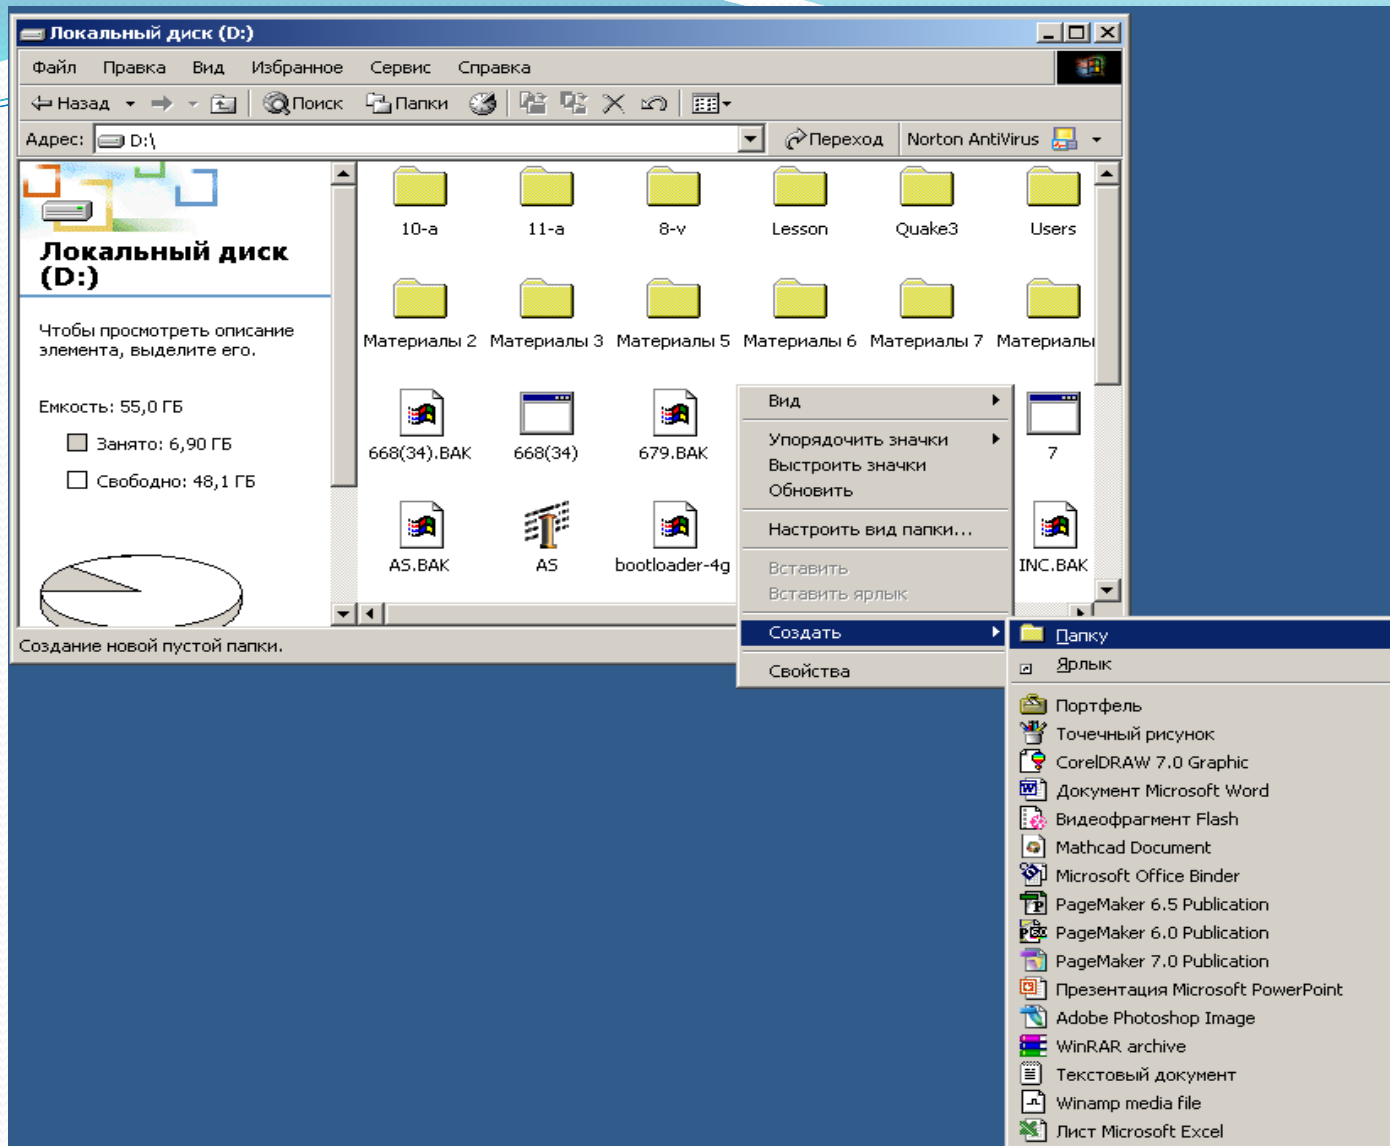 Локальный диск (D:)
Файл Правка Вид Избранное Сервис Справка
Назад Поиск Папки
Адрес: D:\ Переход Norton AntiVirus
Локальный диск
(D:)
Чтобы просмотреть описание
элемента, выделите его.
Емкость: 55,0 ГБ
Занято: 6,90 ГБ
Свободно: 48,1 ГБ
10-a 11-a 8-v Lesson Quake3 Users
Материалы 2 Материалы 3 Материалы 5 Материалы 6 Материалы 7 Материалы
668(34).BAK 668(34) 679.BAK 7
AS.BAK AS bootloader-4g INC.BAK
Вид
Упорядочить значки
Выстроить значки
Обновить
Настроить вид папки...
Вставить
Вставить ярлык
Создать
Свойства
Создание новой пустой папки.
Папку
Ярлык
Портфель
Точечный рисунок
CorelDRAW 7.0 Graphic
Документ Microsoft Word
Видеофрагмент Flash
Mathcad Document
Microsoft Office Binder
PageMaker 6.5 Publication
PageMaker 6.0 Publication
PageMaker 7.0 Publication
Презентация Microsoft PowerPoint
Adobe Photoshop Image
WinRAR archive
Текстовый документ
Winamp media file
Лист Microsoft Excel